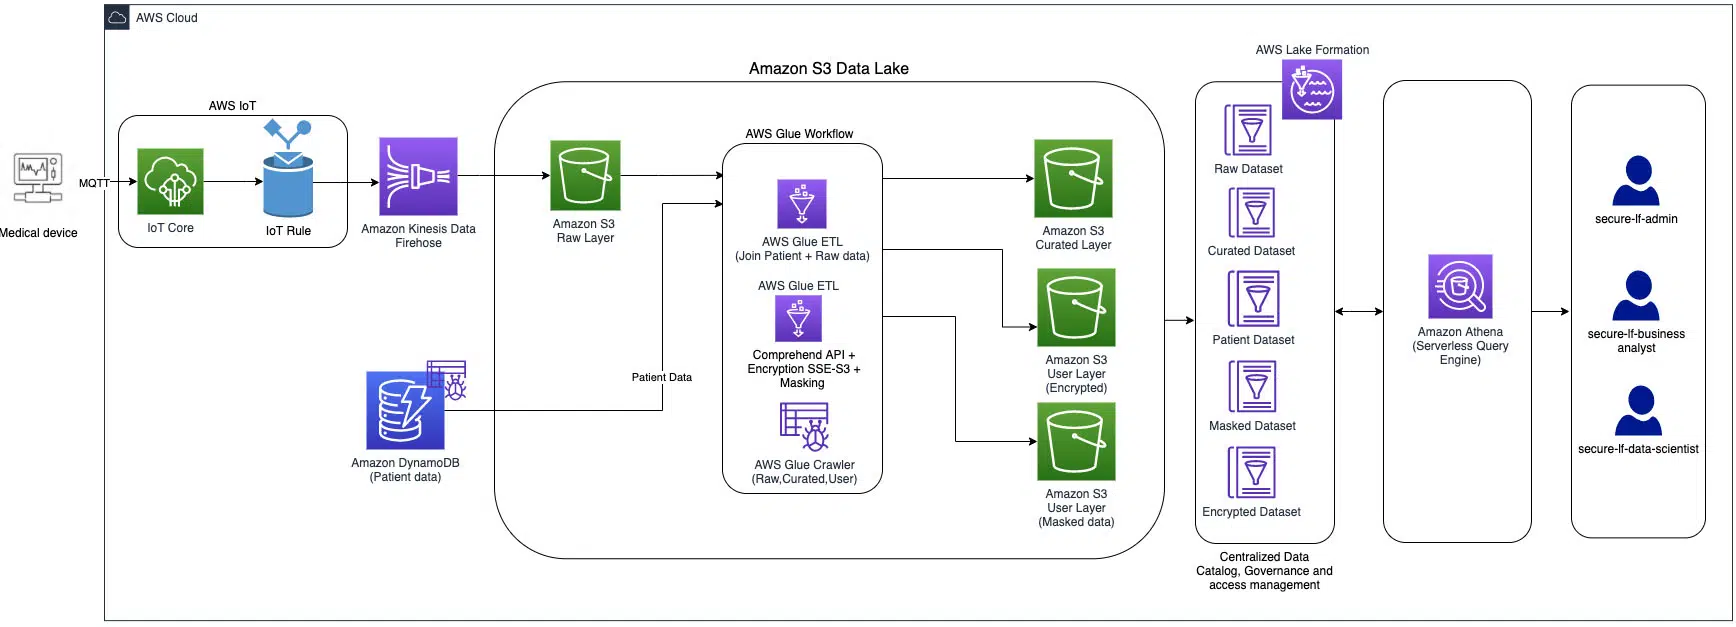 AWS Cloud
AWS Lake Formation
Amazon S3 Data Lake
AWS IoT
AWS Glue Workflow
Medical device
MQTT
IoT Core
IoT Rule
Amazon Kinesis Data
Firehose
Amazon S3
Raw Layer
Patient Data
Amazon DynamoDB
(Patient data)
AWS Glue ETL
(Join Patient + Raw data)
AWS Glue ETL
Comprehend API +
Encryption SSE-S3 +
Masking
AWS Glue Crawler
(Raw,Curated,User)
Amazon S3
Curated Layer
Amazon S3
User Layer
(Encrypted)
Amazon S3
User Layer
(Masked data)
Raw Dataset
Curated Dataset
Patient Dataset
Masked Dataset
Encrypted Dataset
Centralized Data
Catalog, Governance and
access management
Amazon Athena
(Serverless Query
Engine)
secure-lf-admin
secure-lf-business
analyst
secure-lf-data-scientist